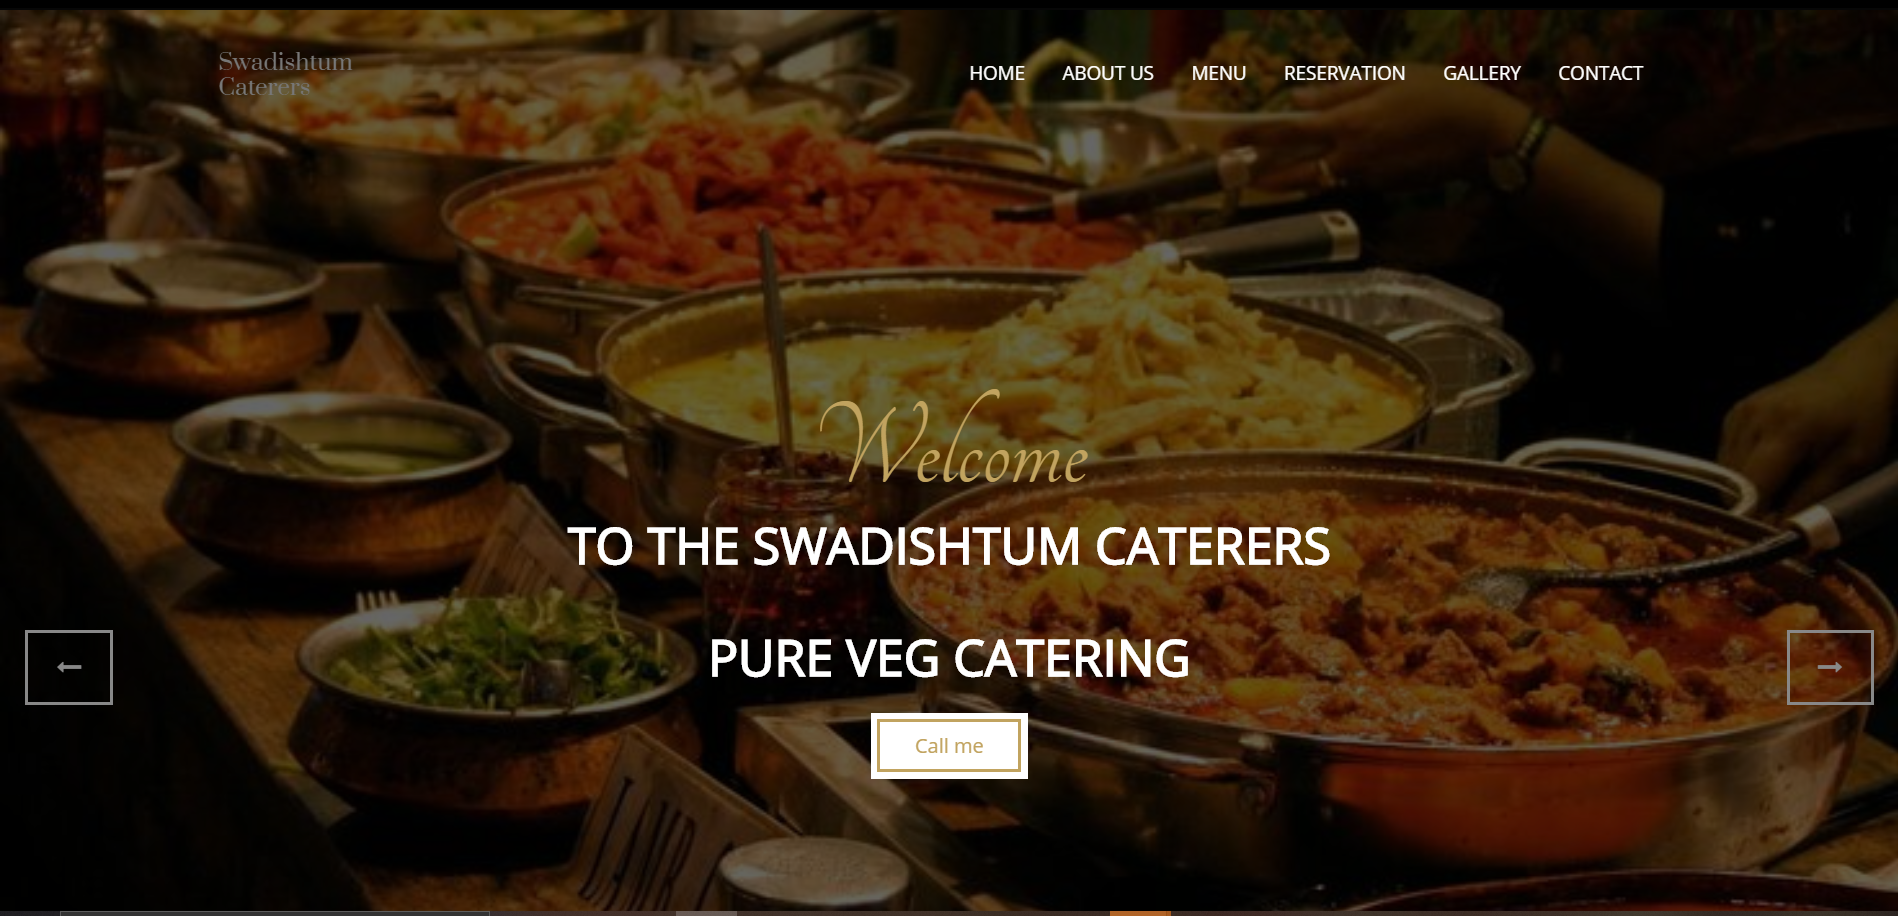 Swadishtum
Caterers
HOME ABOUT US MENU RESERVATION GALLERY CONTACT
Welcome
TO THE SWADISHTUM CATERERS
PURE VEG CATERING
Call me
LAMB